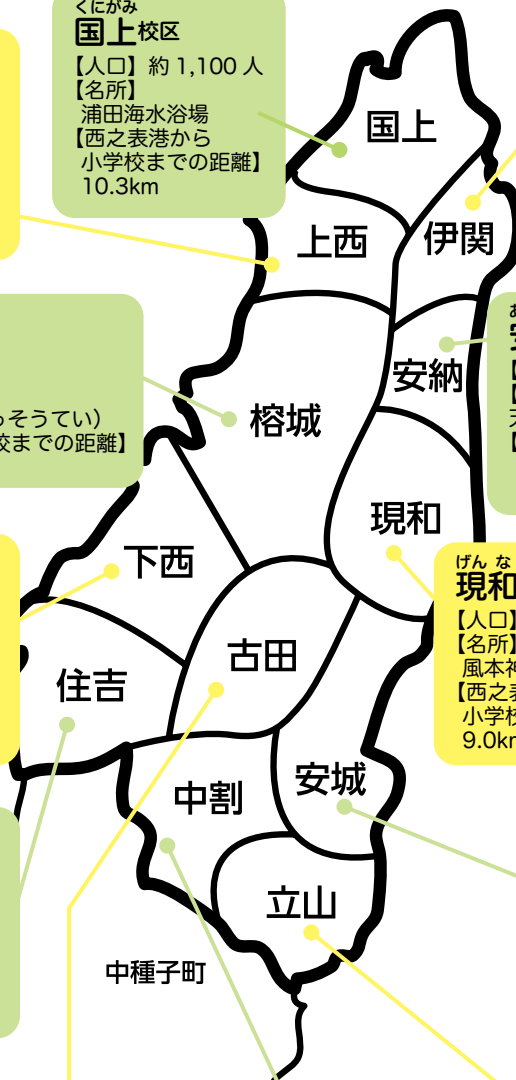 くにがみ
国上校区
【人口】約 1,100 人
【名所】
浦田海水浴場
【西之表港から
小学校までの距離】
10.3km
国上
上西
伊関
安納
榕城
っそうてい）
校までの距離】
現和
下西
げん な
現和
【人口】
【名所】
風本神
【西之表
小学校
9.0km
古田
住吉
安城
中割
立山
中種子町